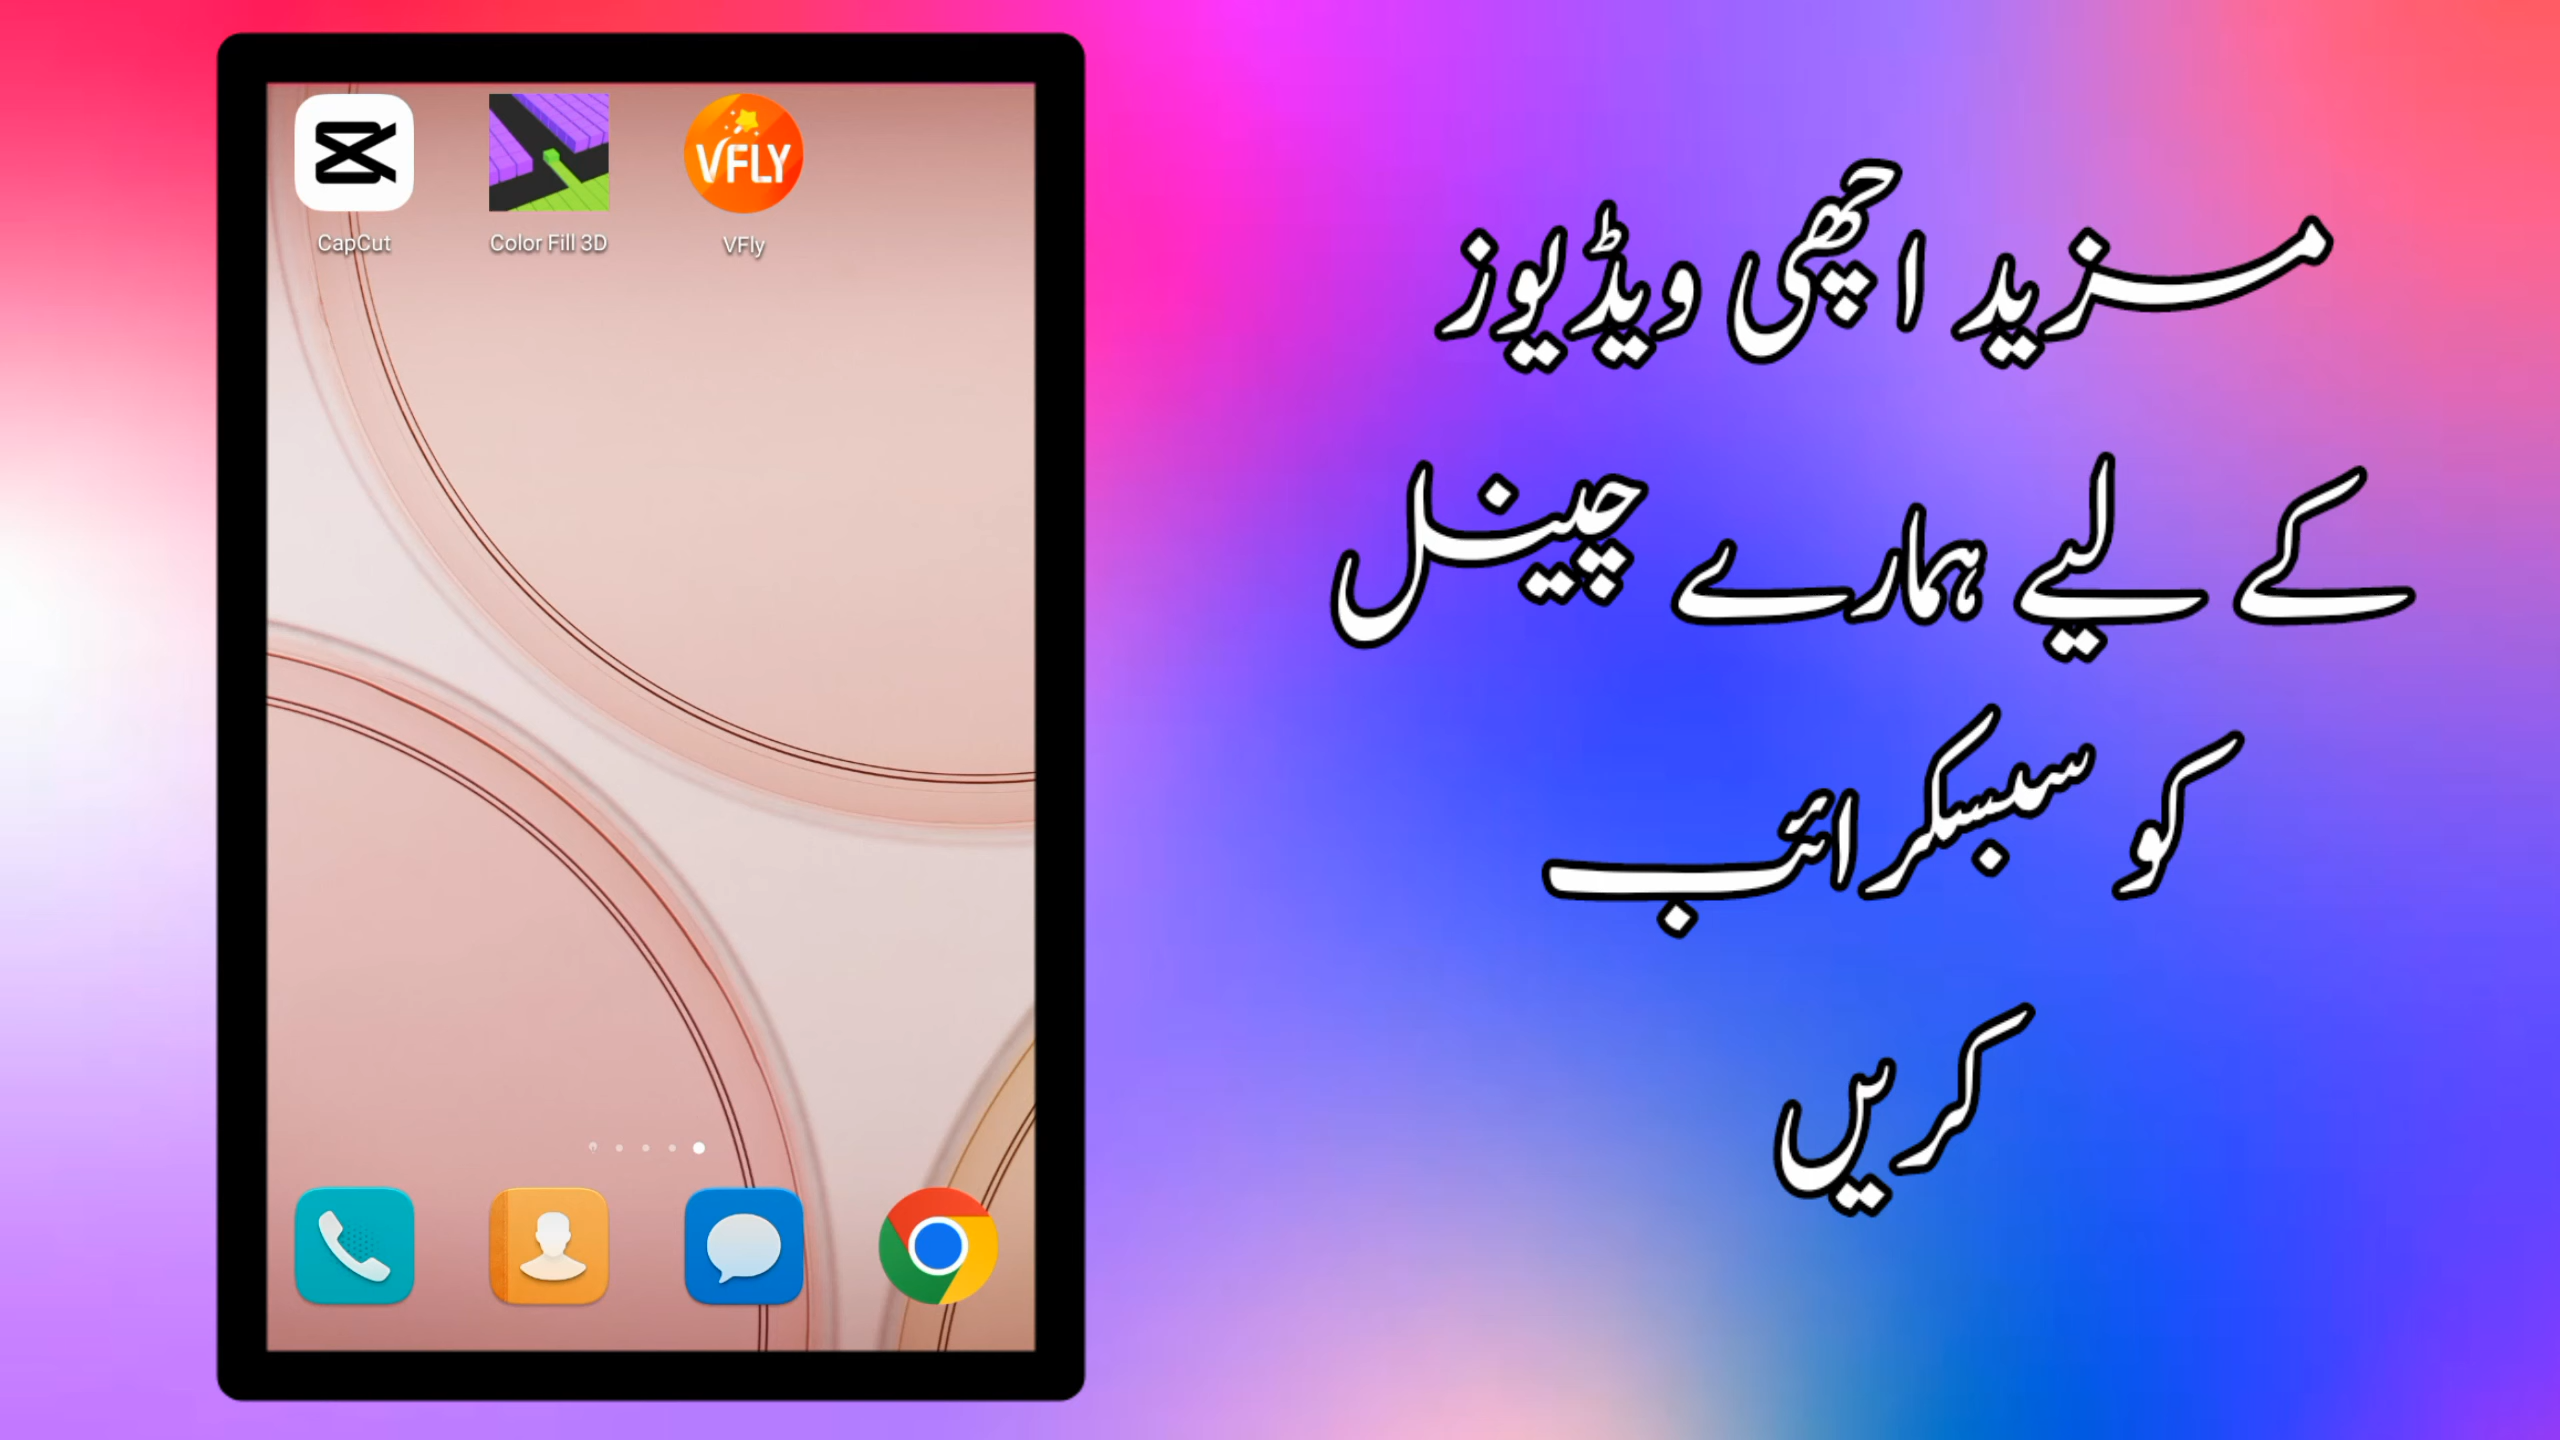 VFLY
CapCut
Color Fill 3D
VFly
مزید اچھی ویڈیوز
کے لیے ہمارے چینل
کو سبسکرائب
کریں